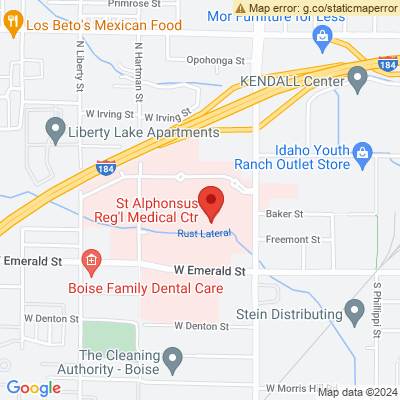 Primrose St
Map error: g.co/staticmaperror
Los Beto's Mexican Food
Mor Furniture for Less
Opohonga St
N Liberty St
N Hartman St
KENDALL Center
184
W Irving St
W Irving St
Liberty Lake Apartments
Idaho Youth
Ranch Outlet Store
184
St Alphonsus
Reg'l Medical Ctr
Baker St
Rust Lateral
Freemont St
W Emerald St
W Emerald St
Boise Family Dental Care
S Phillippi St
Stein Distributing
W Denton St
W Denton St
The Cleaning
Authority - Boise
Google
W Morris Hill Rd
Map data ©2024